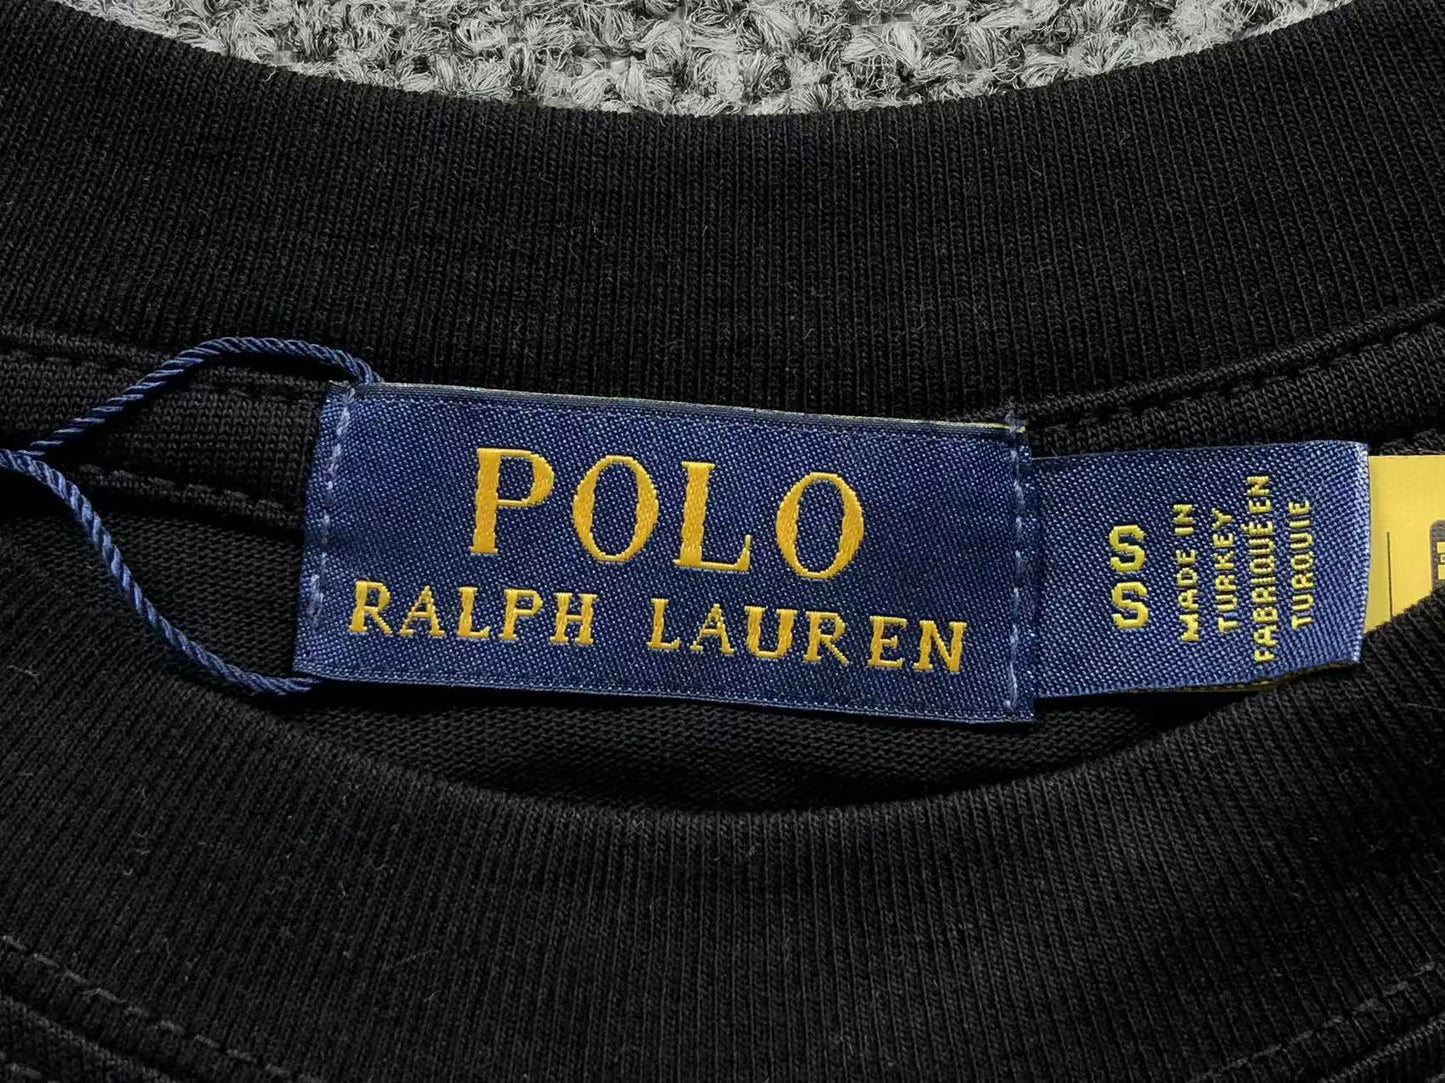 POLO
RALPH LAUREN
S
S
MADE IN
TURKEY
FABRIQUÉ EN
TURQUIE